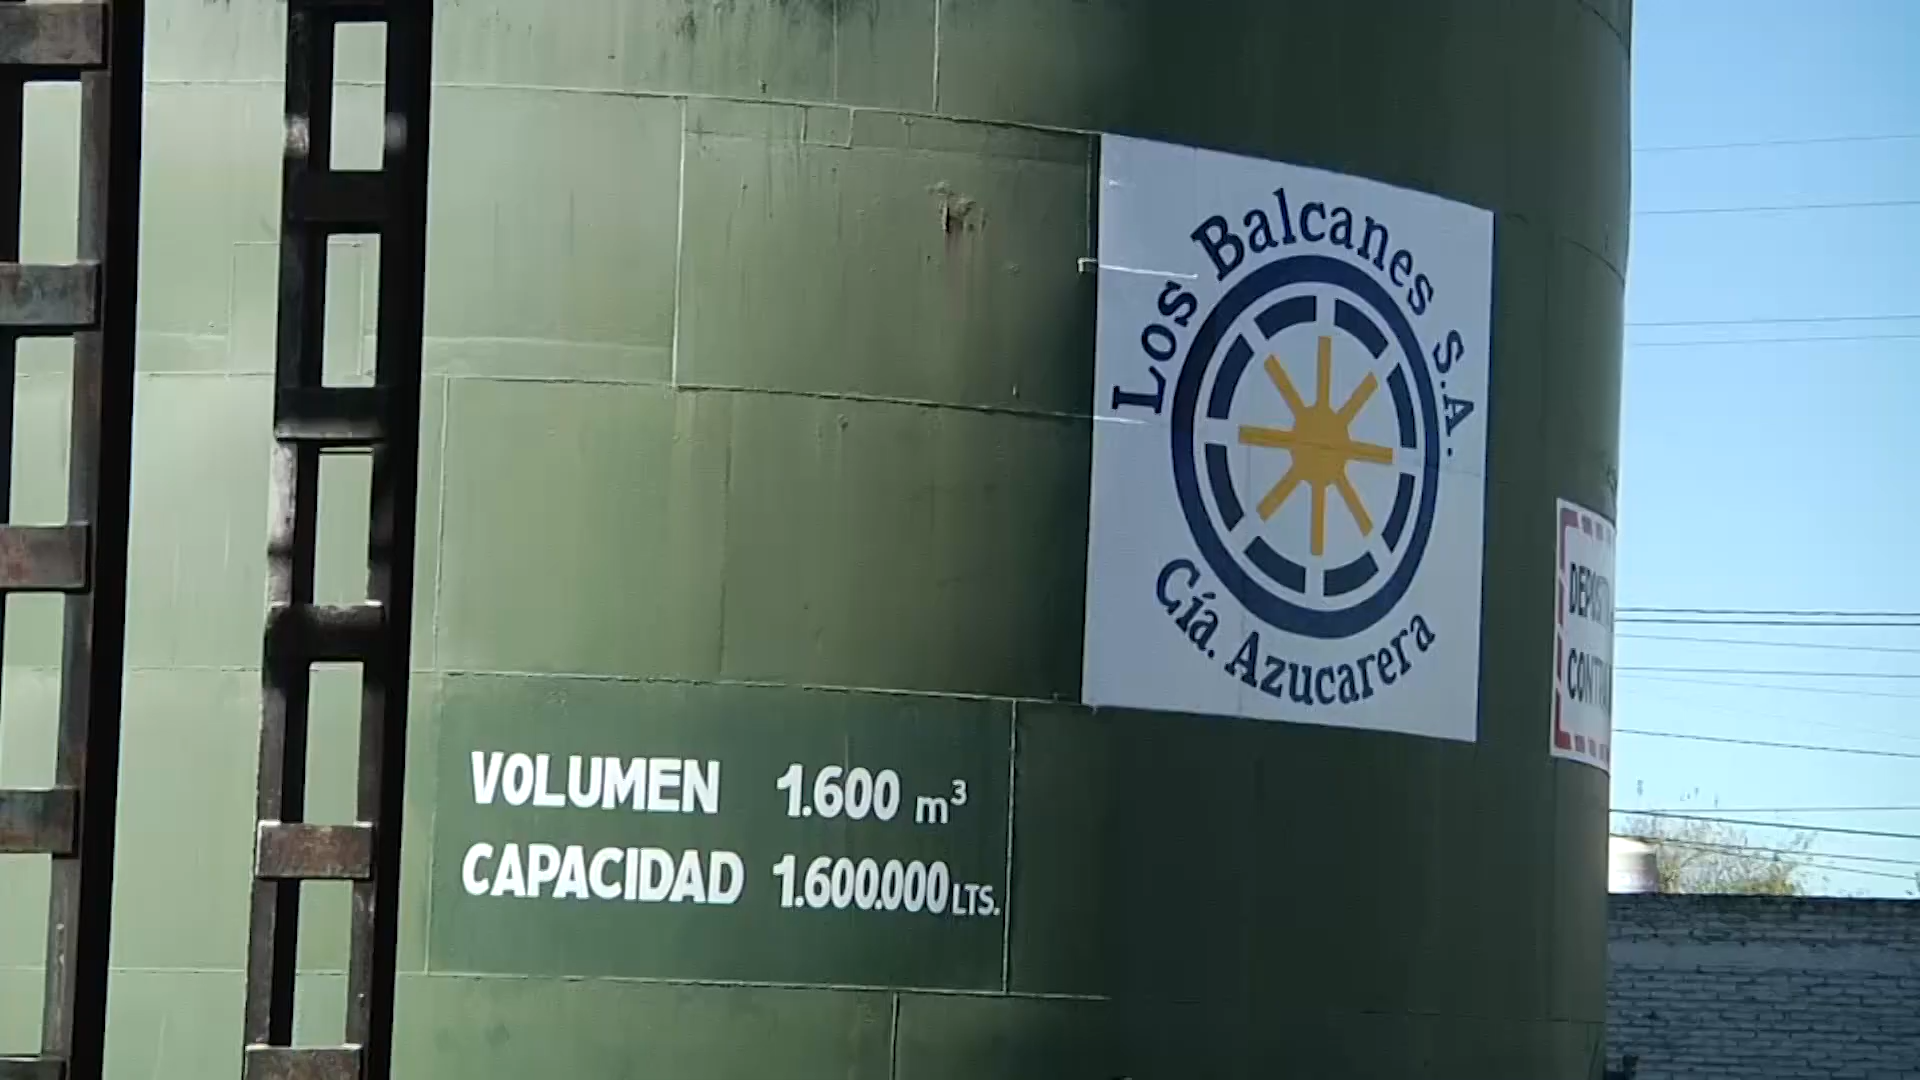 Los Balcanes S.A.
Cía. Azucarera
VOLUMEN 1.600 m³
CAPACIDAD 1.600.000 LTS.